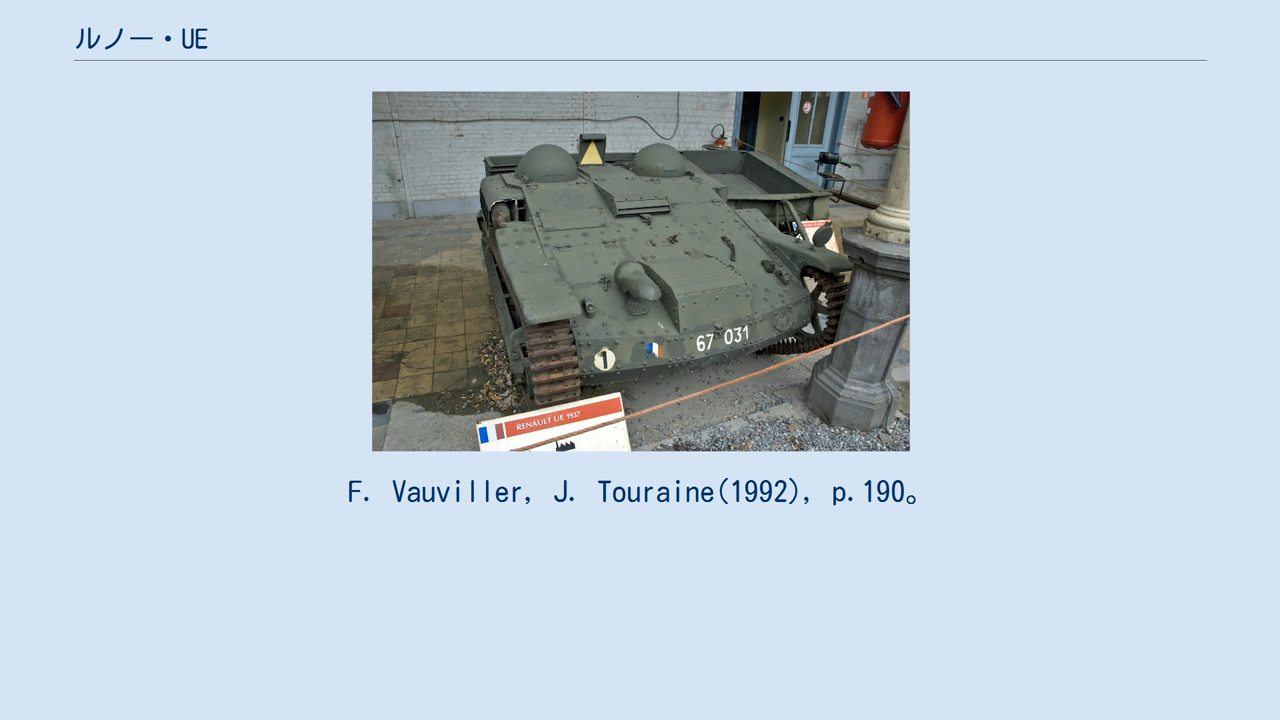 ルノー・UE
1
67 031
RENAULT UE 1937
F. Vauviller, J. Touraine(1992), p.190。